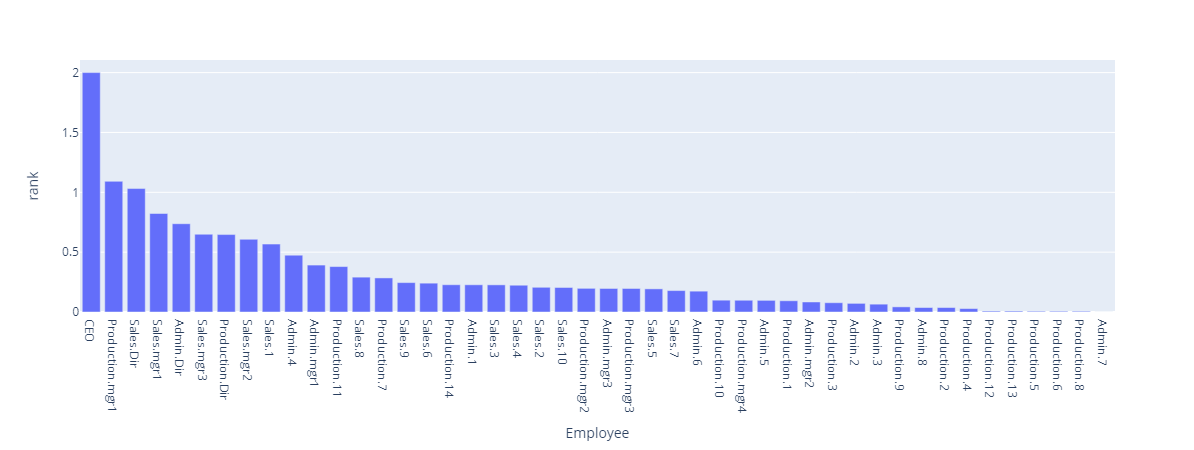 2
1.5
1
0.5
0
rank
CEO
Production.mgr1
Sales.Dir
Sales.mgr1
Admin.Dir
Sales.mgr3
Production.Dir
Sales.mgr2
Sales.1
Admin.4
Admin.mgr1
Production.11
Sales.8
Production.7
Sales.9
Sales.6
Production.14
Admin.1
Sales.3
Sales.4
Sales.2
Sales.10
Production.mgr2
Admin.mgr3
Production.mgr3
Sales.5
Sales.7
Admin.6
Production.10
Production.mgr4
Admin.5
Production.1
Admin.mgr2
Production.3
Admin.2
Admin.3
Production.9
Admin.8
Production.2
Production.4
Production.12
Production.13
Production.5
Production.6
Production.8
Admin.7
Employee